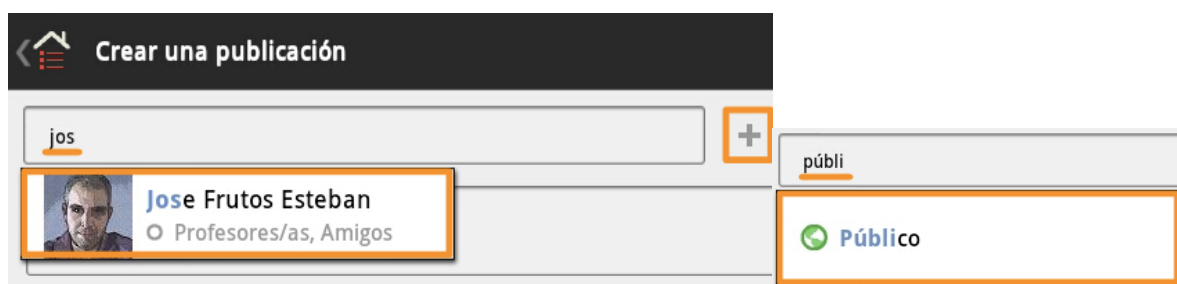 Crear una publicación
jos
Jose Frutos Esteban
Profesores/as, Amigos
públi
Público